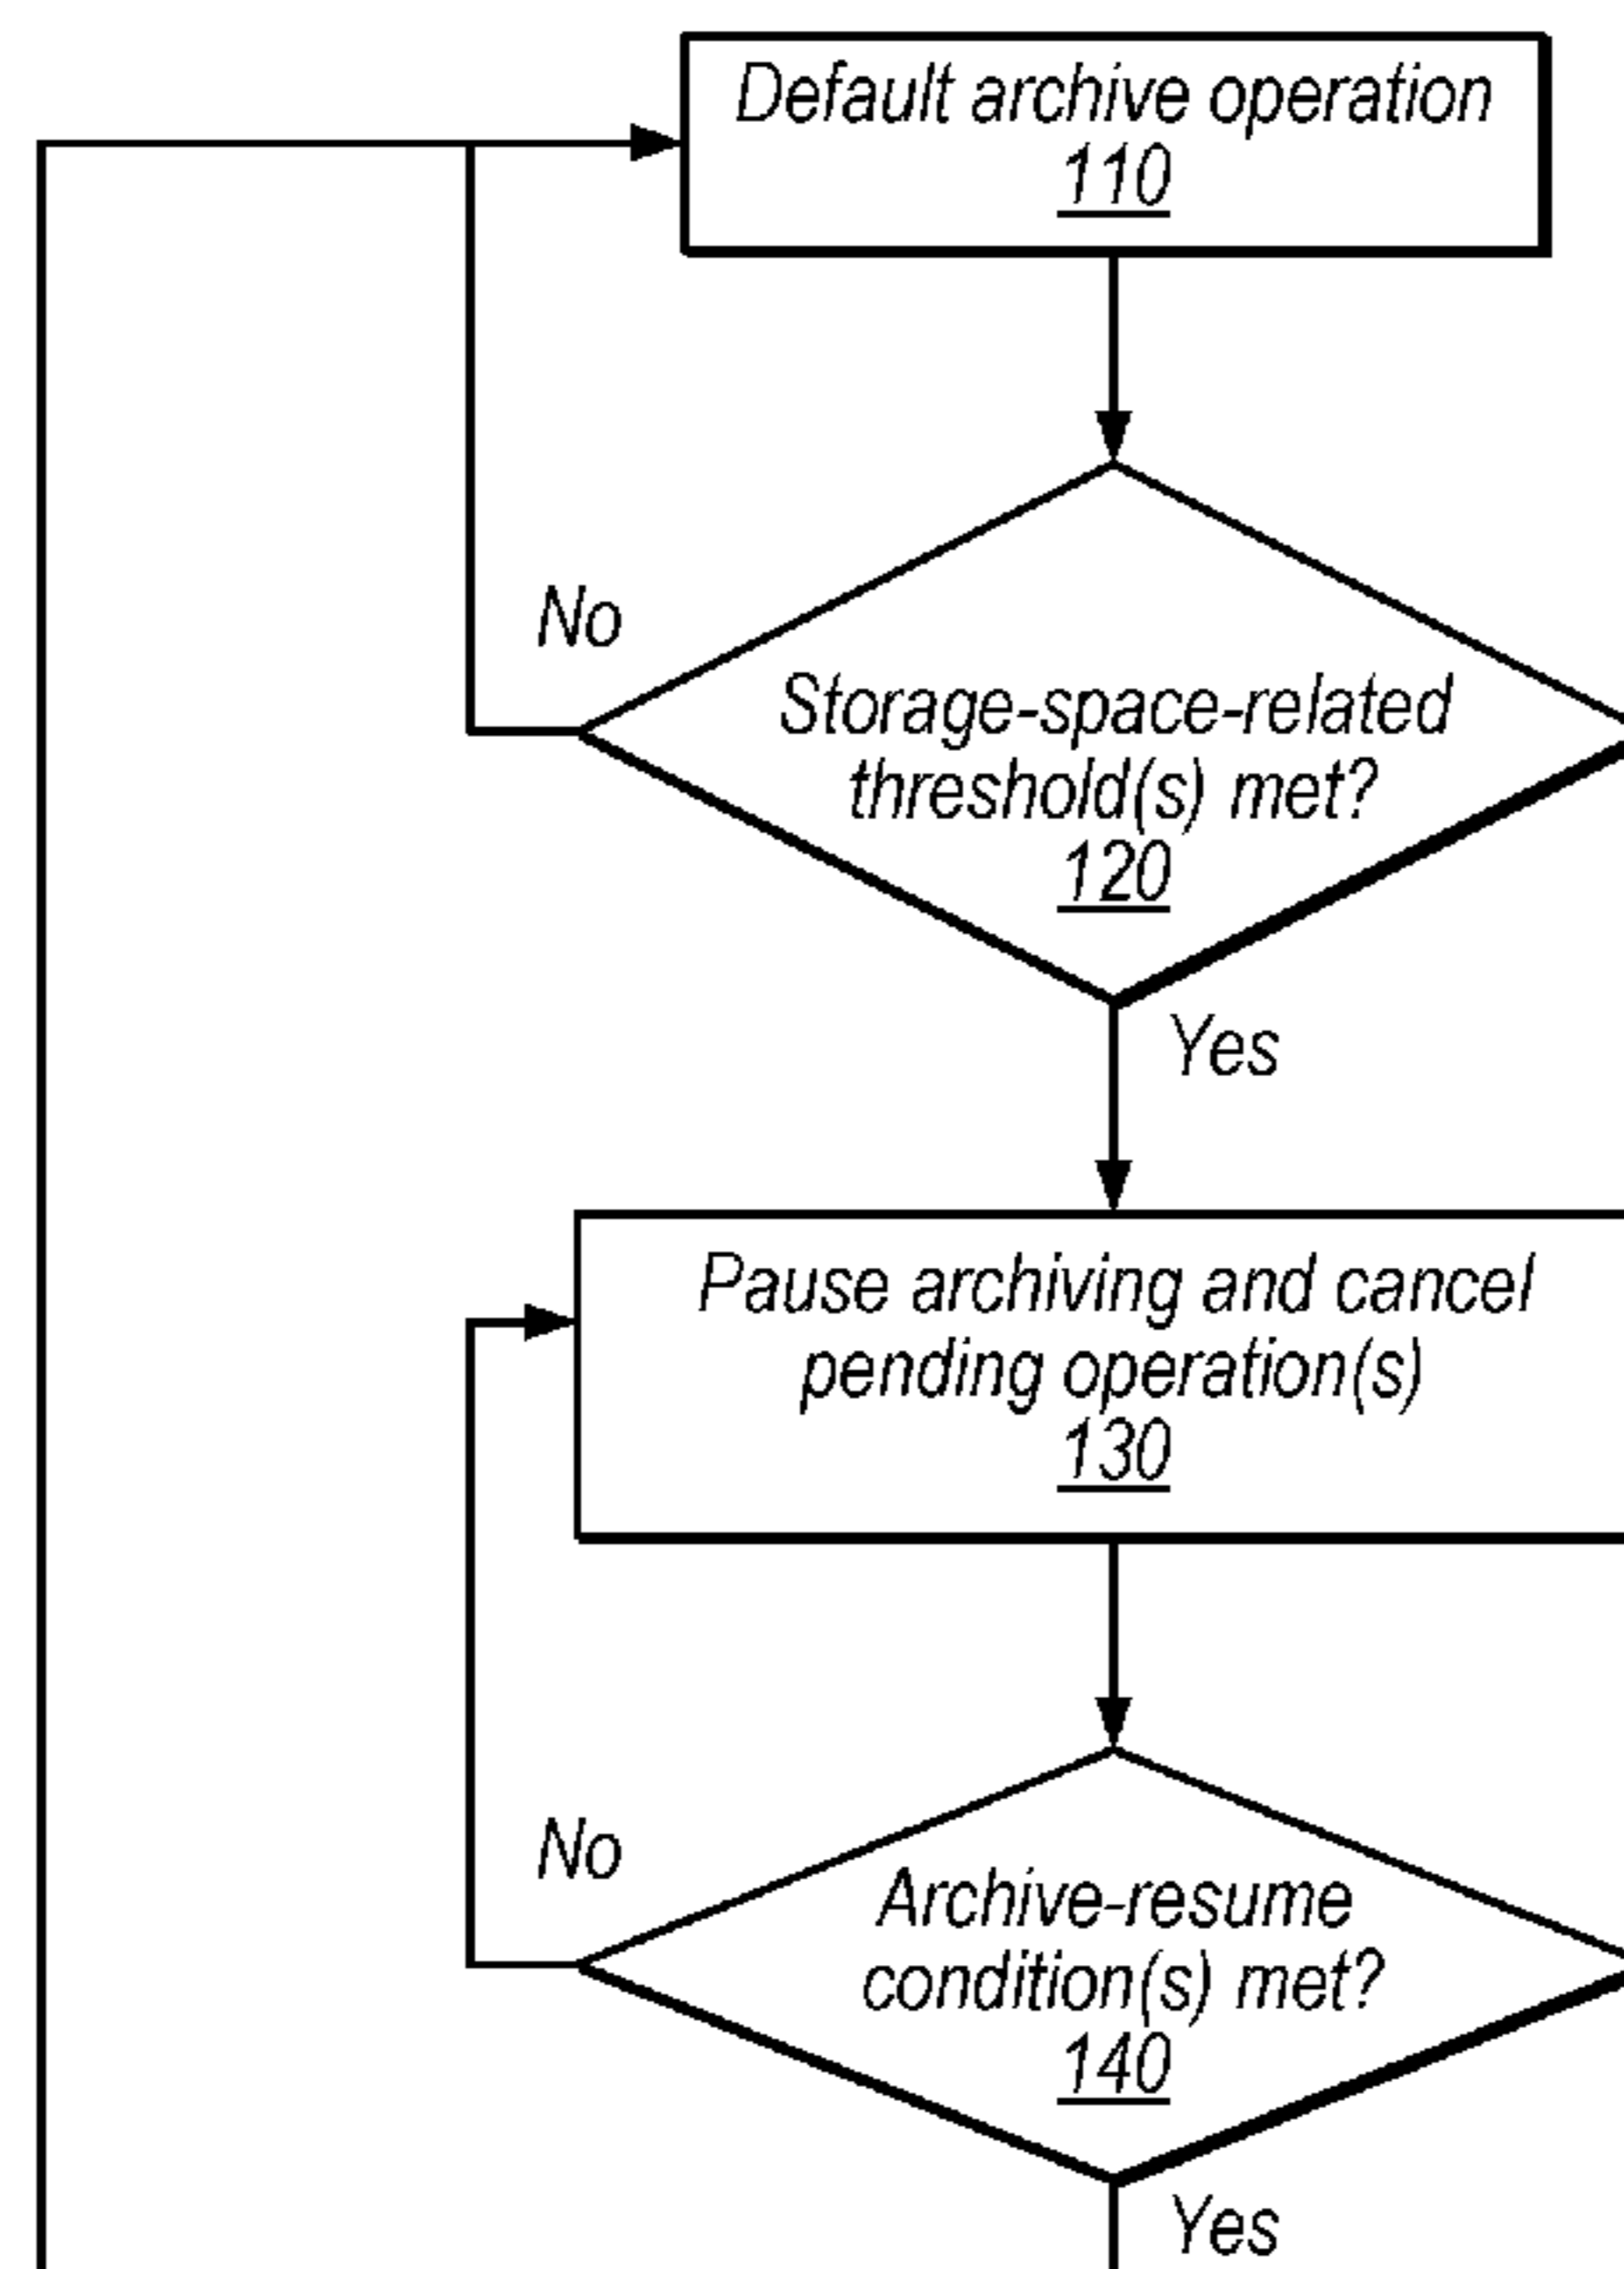 Default archive operation
110
No
Storage-space-related
threshold(s) met?
120
Yes
Pause archiving and cancel
pending operation(s)
130
No
Archive-resume
condition(s) met?
140
Yes